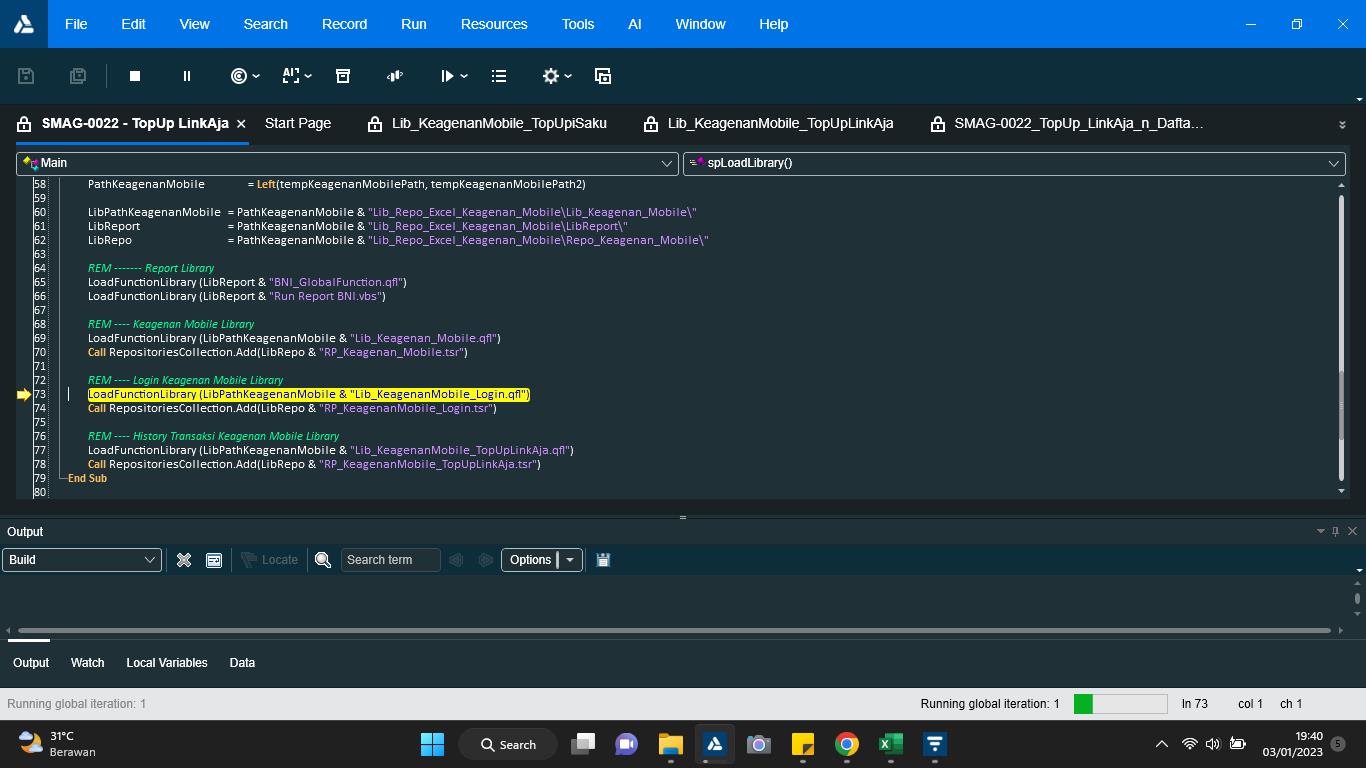 File Edit View Search Record Run Resources Tools AI Window Help
SMAG-0022 - TopUp LinkAja Start Page Lib_KeagenanMobile_TopUpiSaku Lib_KeagenanMobile_TopUpLinkAja SMAG-0022_TopUp_LinkAja_n_Dafta...
Main spLoadLibrary()
58 PathKeagenanMobile = Left(tempKeagenanMobilePath, tempKeagenanMobilePath2)
59
60 LibPathKeagenanMobile = PathKeagenanMobile & "Lib_Repo_Excel_Keagenan_Mobile\Lib_Keagenan_Mobile\"
61 LibReport = PathKeagenanMobile & "Lib_Repo_Excel_Keagenan_Mobile\LibReport\"
62 LibRepo = PathKeagenanMobile & "Lib_Repo_Excel_Keagenan_Mobile\Repo_Keagenan_Mobile\"
63
64 REM ------- Report Library
65 LoadFunctionLibrary (LibReport & "BNI_GlobalFunction.qfl")
66 LoadFunctionLibrary (LibReport & "Run Report BNI.vbs")
67
68 REM ---- Keagenan Mobile Library
69 LoadFunctionLibrary (LibPathKeagenanMobile & "Lib_Keagenan_Mobile.qfl")
70 Call RepositoriesCollection.Add(LibRepo & "RP_Keagenan_Mobile.tsr")
71
72 REM ---- Login Keagenan Mobile Library
73 LoadFunctionLibrary (LibPathKeagenanMobile & "Lib_KeagenanMobile_Login.qfl")
74 Call RepositoriesCollection.Add(LibRepo & "RP_KeagenanMobile_Login.tsr")
75
76 REM ---- History Transaksi Keagenan Mobile Library
77 LoadFunctionLibrary (LibPathKeagenanMobile & "Lib_KeagenanMobile_TopUpLinkAja.qfl")
78 Call RepositoriesCollection.Add(LibRepo & "RP_KeagenanMobile_TopUpLinkAja.tsr")
79 End Sub
80
Output
Build Locate Search term Options
Output Watch Local Variables Data
Running global iteration: 1 Running global iteration: 1 ln 73 col 1 ch 1
31°C
Berawan
Search
19:40
03/01/2023
5